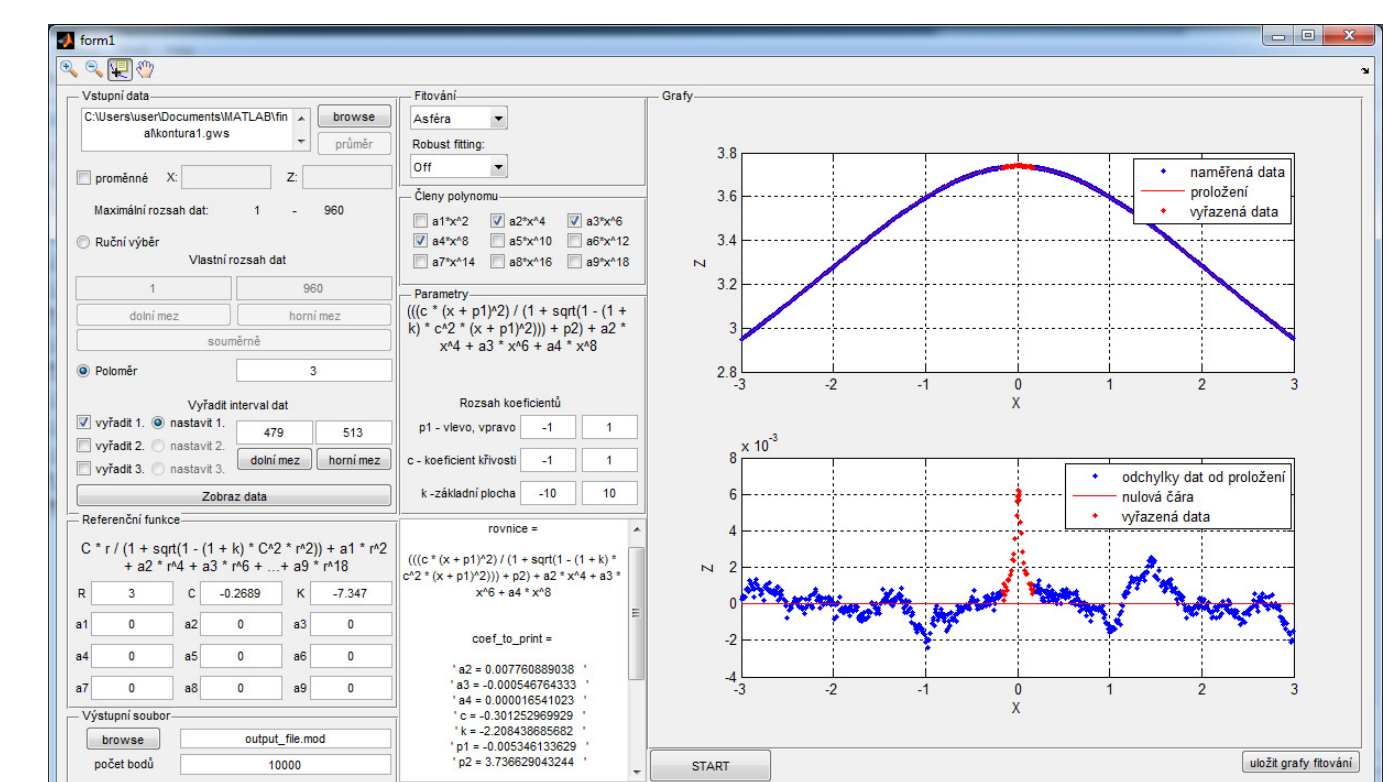 form1
Vstupní data
C:\Users\user\Documents\MATLAB\fin
al\kontura1.gws
browse
průměr
proměnné X: Z:
Maximální rozsah dat: 1 - 960
Ruční výběr
Vlastní rozsah dat
1 960
dolní mez horní mez
souměrně
Poloměr 3
Vyřadit interval dat
vyřadit 1. nastavit 1. 479 513
vyřadit 2. nastavit 2.
vyřadit 3. nastavit 3. dolní mez horní mez
Zobraz data
Referenční funkce
C * r / (1 + sqrt(1 - (1 + k) * C^2 * r^2)) + a1 * r^2
+ a2 * r^4 + a3 * r^6 + ...+ a9 * r^18
R 3 C -0.2689 K -7.347
a1 0 a2 0 a3 0
a4 0 a5 0 a6 0
a7 0 a8 0 a9 0
Výstupní soubor
browse output_file.mod
počet bodů 10000
Fitování
Asféra
Robust fitting:
Off
Členy polynomu
a1*x^2 a2*x^4 a3*x^6
a4*x^8 a5*x^10 a6*x^12
a7*x^14 a8*x^16 a9*x^18
Parametry
(((c * (x + p1)^2) / (1 + sqrt(1 - (1 +
k) * c^2 * (x + p1)^2))) + p2) + a2 *
x^4 + a3 * x^6 + a4 * x^8
Rozsah koeficientů
p1 - vlevo, vpravo -1 1
c - koeficient křivosti -1 1
k -základní plocha -10 10
rovnice =
(((c * (x + p1)^2) / (1 + sqrt(1 - (1 + k) *
c^2 * (x + p1)^2))) + p2) + a2 * x^4 + a3 *
x^6 + a4 * x^8
coef_to_print =
' a2 = 0.007760889038 '
' a3 = -0.000546764333 '
' a4 = 0.000016541023 '
' c = -0.301252969929 '
' k = -2.208438685682 '
' p1 = -0.005346133629 '
' p2 = 3.736629043244 '
Grafy
3.8
3.6
3.4
3.2
3
2.8
Z
-3 -2 -1 0 1 2 3
X
naměřená data
proložení
vyřazená data
x 10-3
8
6
4
2
0
-2
-4
Z
-3 -2 -1 0 1 2 3
X
odchylky dat od proložení
nulová čára
vyřazená data
START
uložit grafy fitování